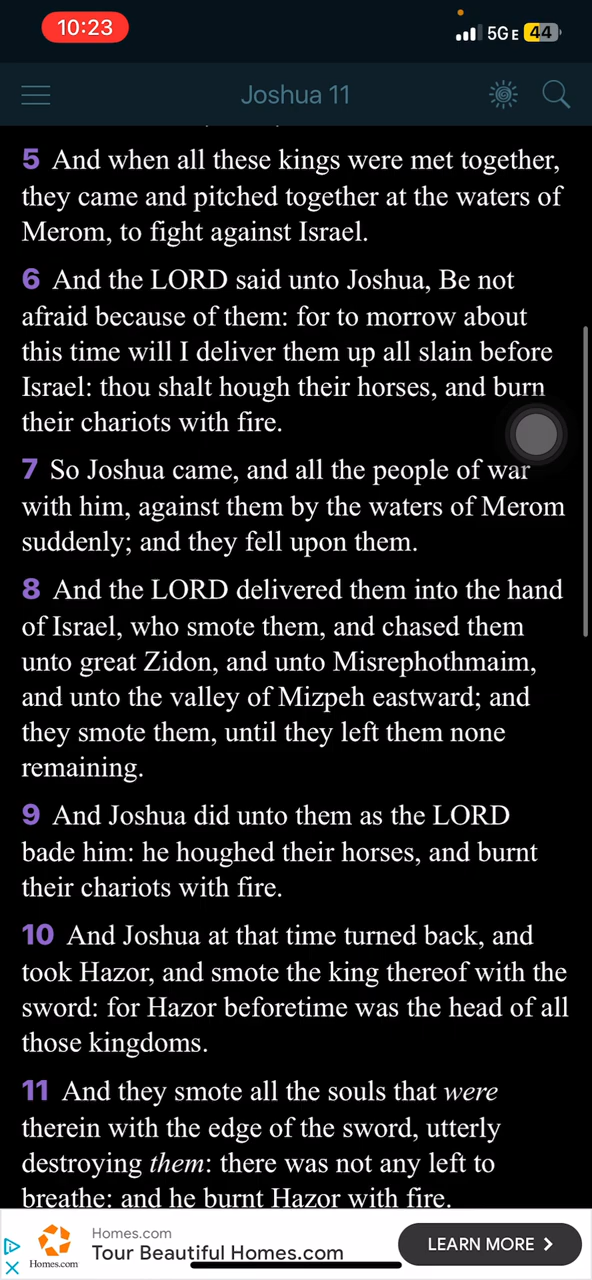 10:23
5GE 44
Joshua 11
5 And when all these kings were met together,
they came and pitched together at the waters of
Merom, to fight against Israel.
6 And the LORD said unto Joshua, Be not
afraid because of them: for to morrow about
this time will I deliver them up all slain before
Israel: thou shalt hough their horses, and burn
their chariots with fire.
7 So Joshua came, and all the people of war
with him, against them by the waters of Merom
suddenly; and they fell upon them.
8 And the LORD delivered them into the hand
of Israel, who smote them, and chased them
unto great Zidon, and unto Misrephothmaim,
and unto the valley of Mizpeh eastward; and
they smote them, until they left them none
remaining.
9 And Joshua did unto them as the LORD
bade him: he houghed their horses, and burnt
their chariots with fire.
10 And Joshua at that time turned back, and
took Hazor, and smote the king thereof with the
sword: for Hazor beforetime was the head of all
those kingdoms.
11 And they smote all the souls that were
therein with the edge of the sword, utterly
destroying them: there was not any left to
breathe: and he burnt Hazor with fire.
Homes.com
Homes.com
Tour Beautiful Homes.com
LEARN MORE